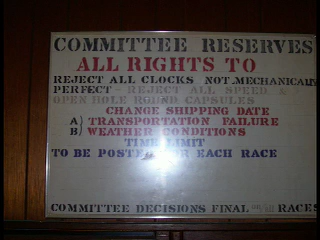 COMMITTEE RESERVES
ALL RIGHTS TO
REJECT ALL CLOCKS NOT MECHANICALLY
PERFECT - REJECT ALL SPEED &
OPEN HOLE ROUND CAPSULES
CHANGE SHIPPING DATE
A) TRANSPORTATION FAILURE
B) WEATHER CONDITIONS
TIME LIMIT
TO BE POSTED FOR EACH RACE
COMMITTEE DECISIONS FINAL RACES